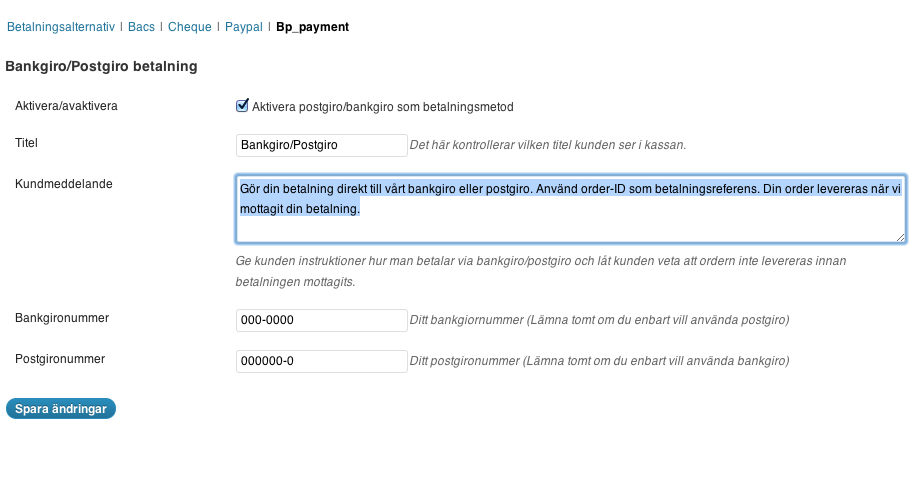 Betalningsalternativ | Bacs | Cheque | Paypal | Bp_payment
Bankgiro/Postgiro betalning
Aktivera/avaktivera
Aktivera postgiro/bankgiro som betalningsmetod
Titel
Bankgiro/Postgiro
Det här kontrollerar vilken titel kunden ser i kassan.
Kundmeddelande
Gör din betalning direkt till vårt bankgiro eller postgiro. Använd order-ID som betalningsreferens. Din order levereras när vi
mottagit din betalning.
Ge kunden instruktioner hur man betalar via bankgiro/postgiro och låt kunden veta att ordern inte levereras innan
betalningen mottagits.
Bankgironummer
000-0000
Ditt bankgiornummer (Lämna tomt om du enbart vill använda postgiro)
Postgironummer
000000-0
Ditt postgironummer (Lämna tomt om du enbart vill använda bankgiro)
Spara ändringar